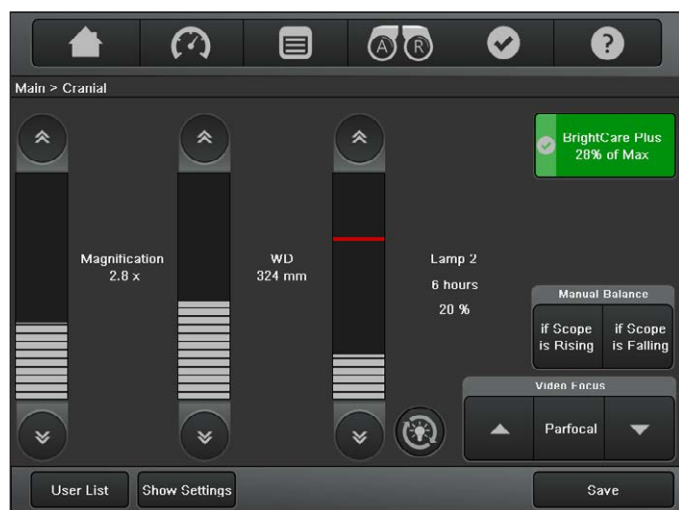 A R ?
Main > Cranial
BrightCare Plus
28% of Max
Magnification
2.8 x
WD
324 mm
Lamp 2
6 hours
20 %
Manual Balance
if Scope
is Rising
if Scope
is Falling
Video Focus
Parfocal
User List
Show Settings
Save